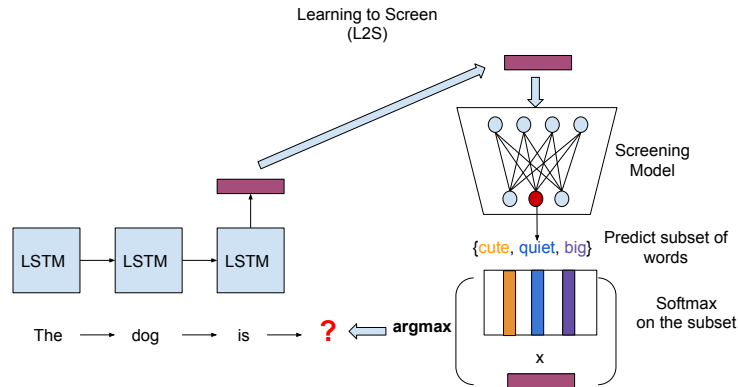 Learning to Screen
(L2S)
Screening
Model
LSTM
LSTM
LSTM
{cute, quiet, big}
Predict subset of
words
Softmax
on the subset
The
dog
is
?
argmax
x